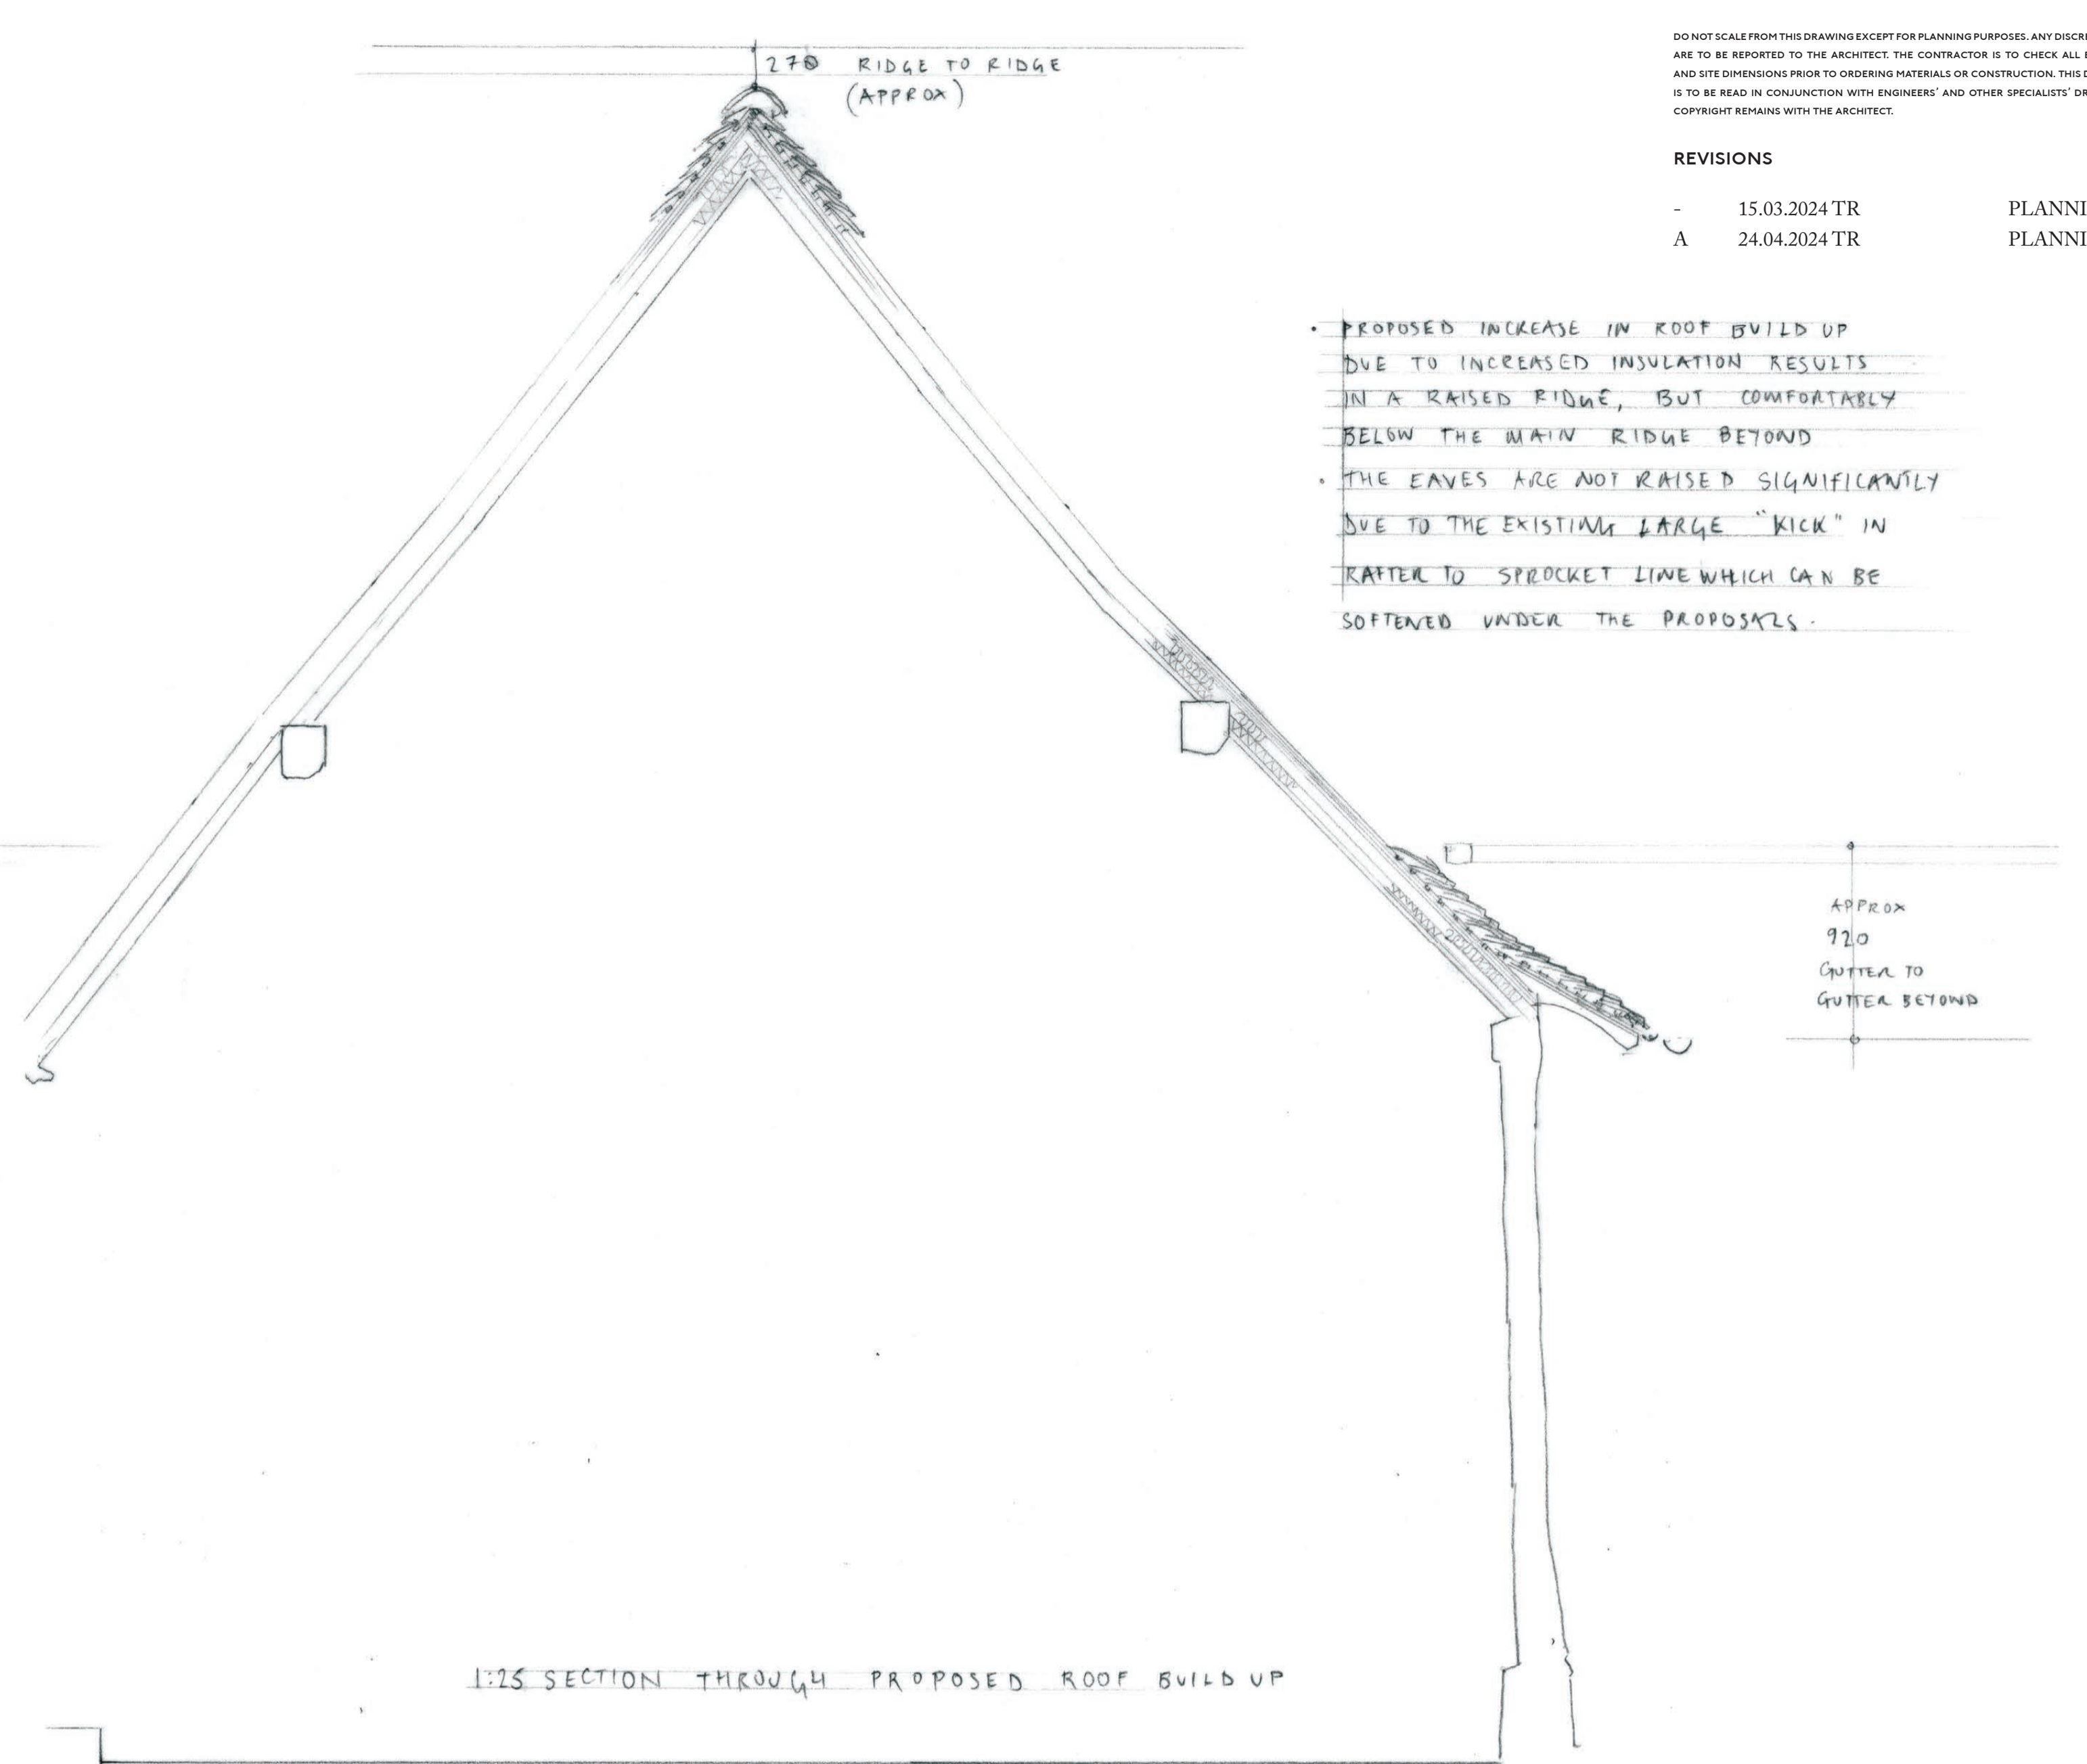 DO NOT SCALE FROM THIS DRAWING EXCEPT FOR PLANNING PURPOSES. ANY
ARE TO BE REPORTED TO THE ARCHITECT. THE CONTRACTOR IS TO CHECK ALL
AND SITE DIMENSIONS PRIOR TO ORDERING MATERIALS OR CONSTRUCTION. THIS
IS TO BE READ IN CONJUNCTION WITH ENGINEERS' AND OTHER SPECIALISTS'
COPYRIGHT REMAINS WITH THE ARCHITECT.
REVISIONS
- 15.03.2024 TR
A 24.04.2024 TR
270 RIDGE TO RIDGE
(APPROX)
• PROPOSED INCREASE IN ROOF BUILD UP
DUE TO INCREASED INSULATION RESULTS
IN A RAISED RIDGE, BUT COMFORTABLY
BELOW THE MAIN RIDGE BEYOND
• THE EAVES ARE NOT RAISED SIGNIFICANTLY
DUE TO THE EXISTING LARGE "KICK" IN
RAFTER TO SPROCKET LINE WHICH CAN BE
SOFTENED UNDER THE PROPOSALS.
APPROX
920
GUTTER TO
GUTTER BEYOND
1:25 SECTION THROUGH PROPOSED ROOF BUILD UP